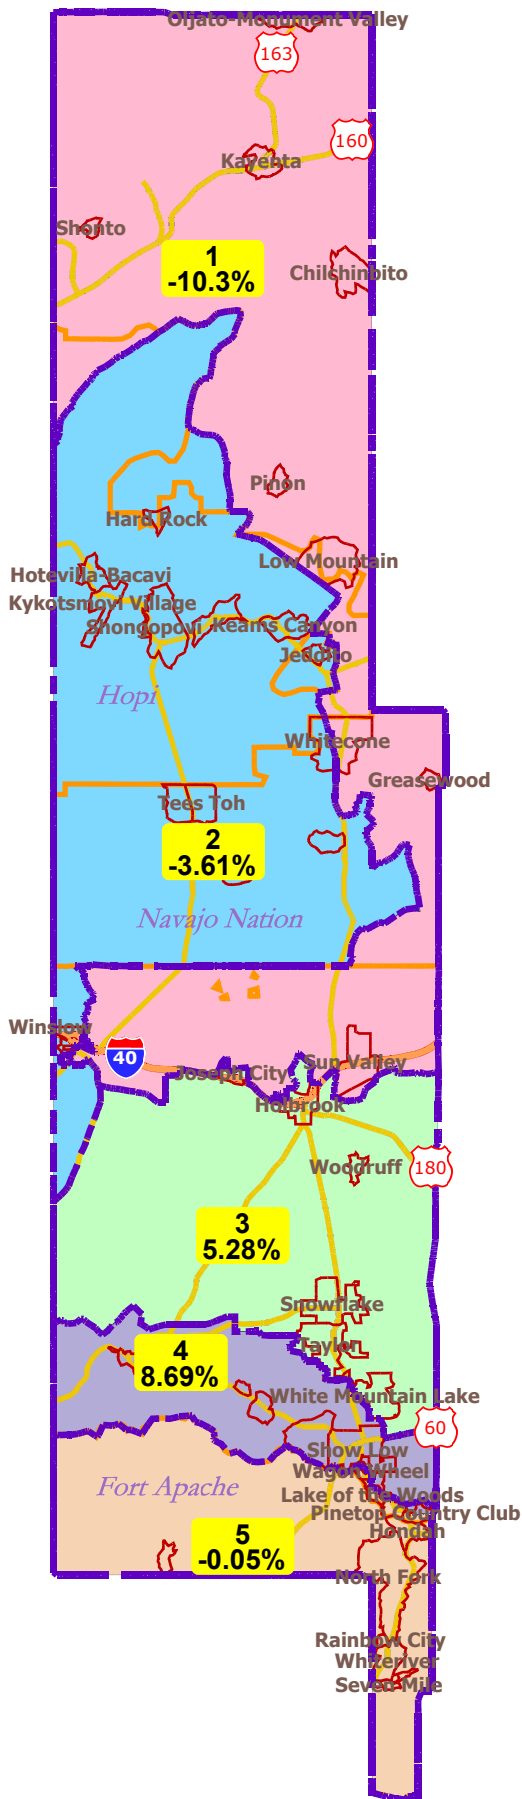 Oljato-Monument Valley
163
160
Kayenta
Shonto
1
-10.3%
Chilchinbito
Pinon
Hard Rock
Low Mountain
Hotevilla-Bacavi
Kykotsmovi Village
Shongopovi
Keams Canyon
Jeddito
Hopi
Whitecone
Greasewood
Tees Toh
2
-3.61%
Navajo Nation
Winslow
40
Sun Valley
Joseph City
Holbrook
Woodruff
180
3
5.28%
Snowflake
Taylor
4
8.69%
White Mountain Lake
60
Show Low
Wagon Wheel
Fort Apache
Lake of the Woods
Pinetop Country Club
Hondah
5
-0.05%
North Fork
Rainbow City
Whiteriver
Seven Mile